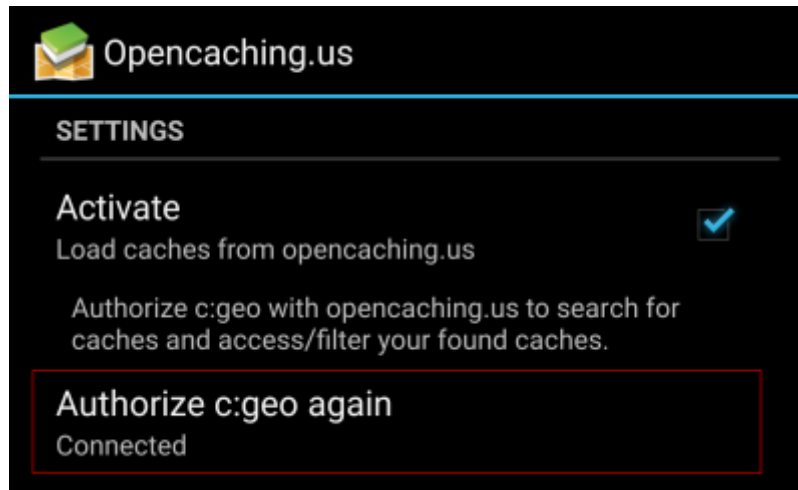 Opencaching.us
SETTINGS
Activate
Load caches from opencaching.us
Authorize c:geo with opencaching.us to search for
caches and access/filter your found caches.
Authorize c:geo again
Connected